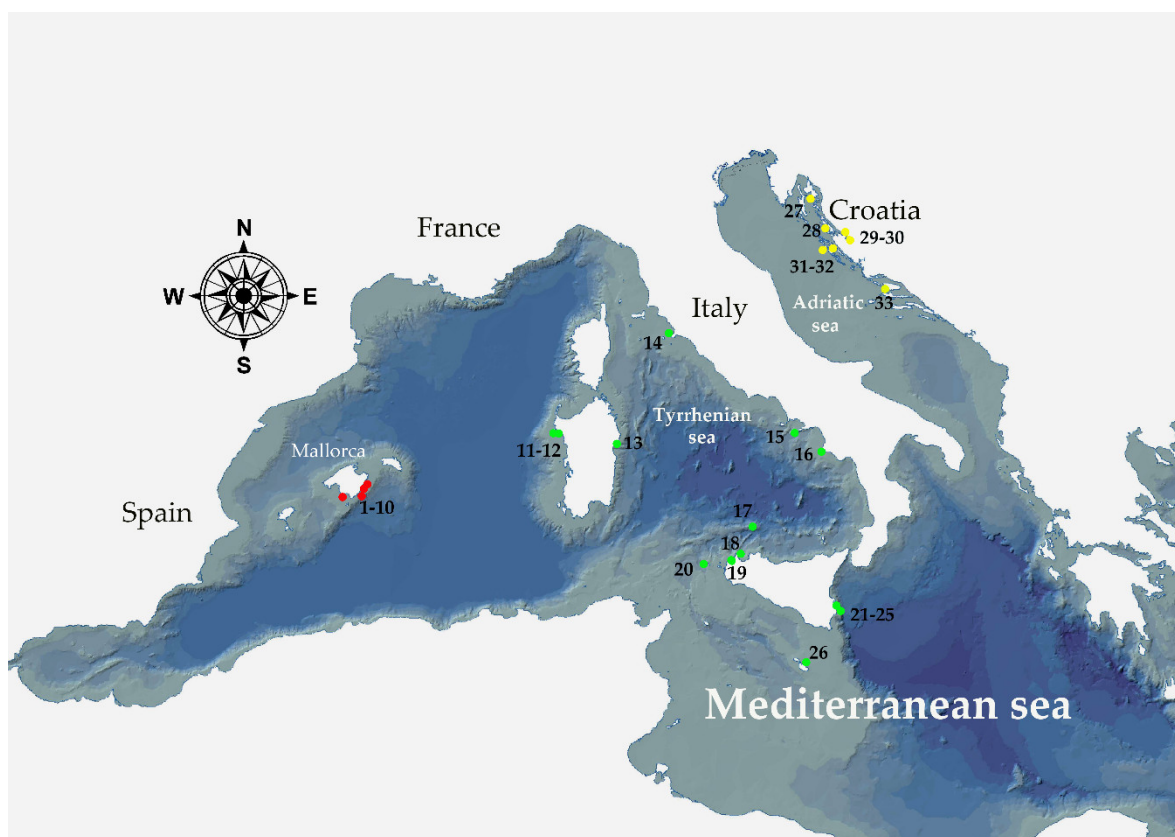 27
Croatia
28
29-30
31-32
33
Adriatic
sea
France
N
W
E
S
Italy
14
Tyrrhenian
sea
15
16
11-12
13
Mallorca
1-10
Spain
17
18
19
20
21-25
26
Mediterranean sea